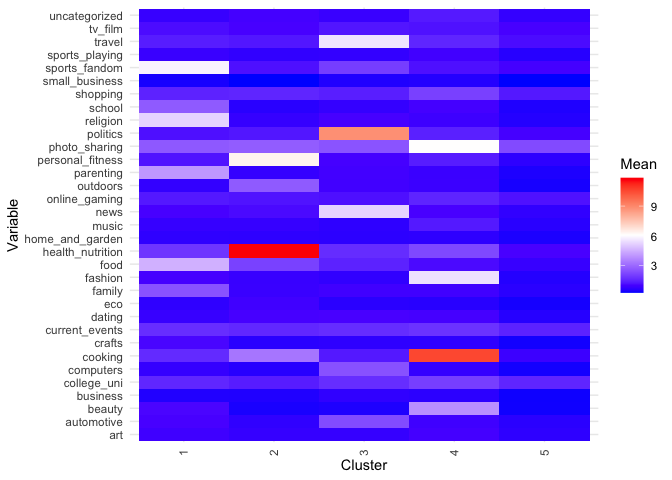 uncategorized
tv_film
travel
sports_playing
sports_fandom
small_business
shopping
school
religion
politics
photo_sharing
personal_fitness
parenting
outdoors
online_gaming
news
music
home_and_garden
health_nutrition
food
fashion
family
eco
dating
current_events
crafts
cooking
computers
college_uni
business
beauty
automotive
art
Variable
1 2 3 4 5
Cluster
Mean
9
6
3